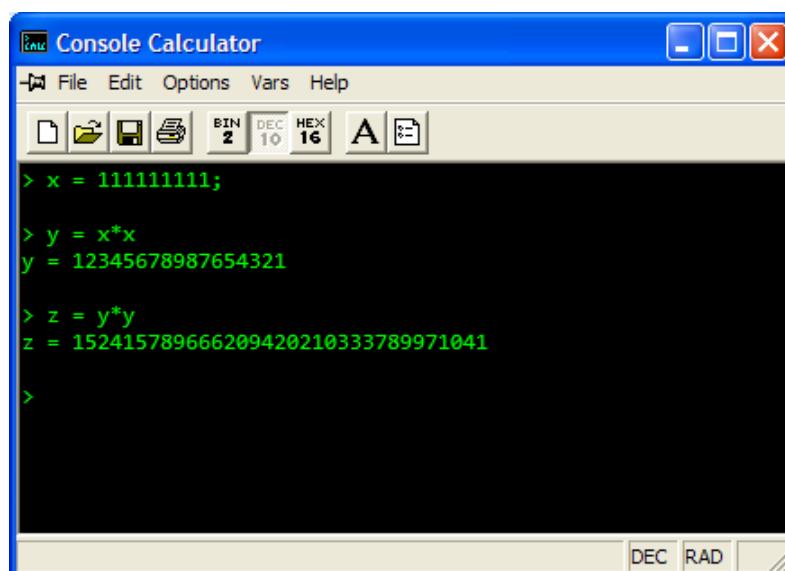 Console Calculator
File Edit Options Vars Help
BIN 2 DEC 10 HEX 16 A
> x = 111111111;
> y = x*x
y = 12345678987654321
> z = y*y
z = 152415789666209420210333789971041
>
DEC RAD